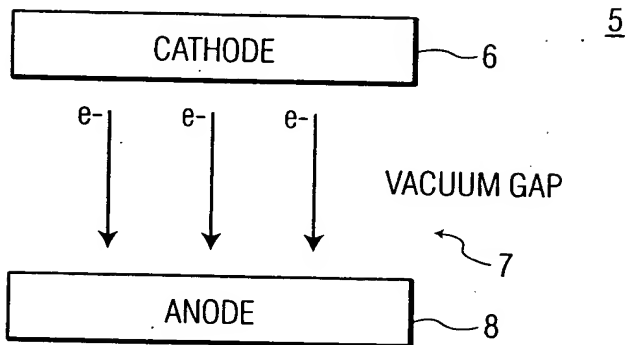 5
CATHODE 6
e- e- e-
VACUUM GAP
7
ANODE 8